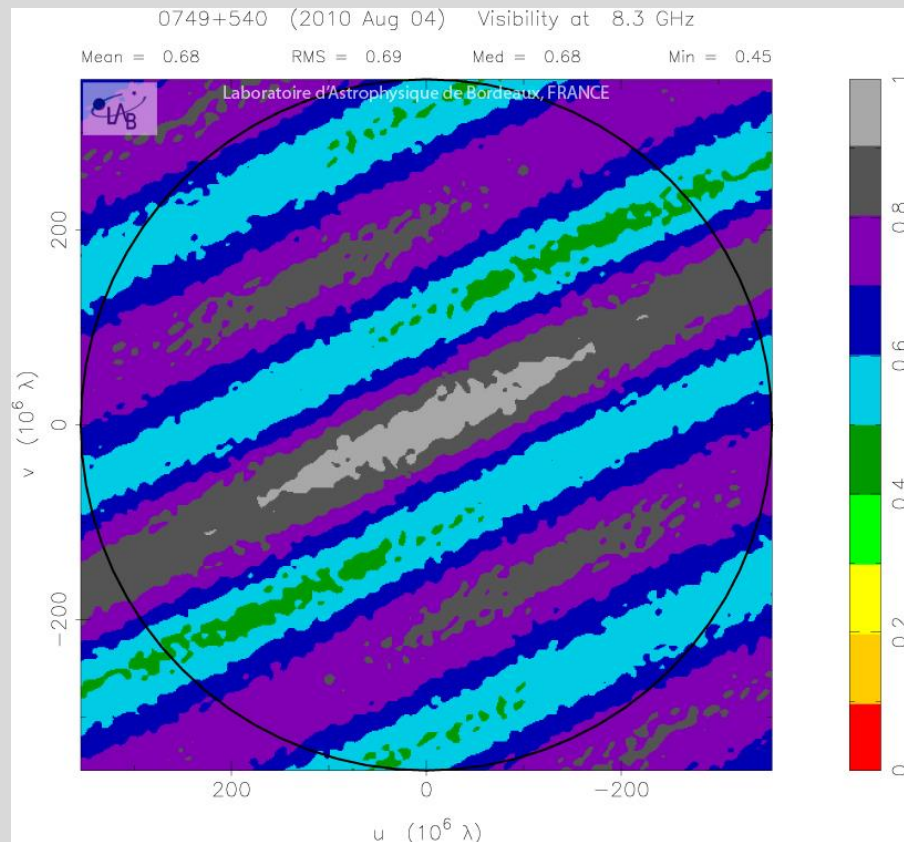 0749+540 (2010 Aug 04) Visibility at 8.3 GHz
Mean = 0.68 RMS = 0.69 Med = 0.68 Min = 0.45
Laboratoire d'Astrophysique de Bordeaux, FRANCE
LAB
v (10⁶ λ)
200
0
-200
200 0 -200
u (10⁶ λ)
1
0.8
0.6
0.4
0.2
0